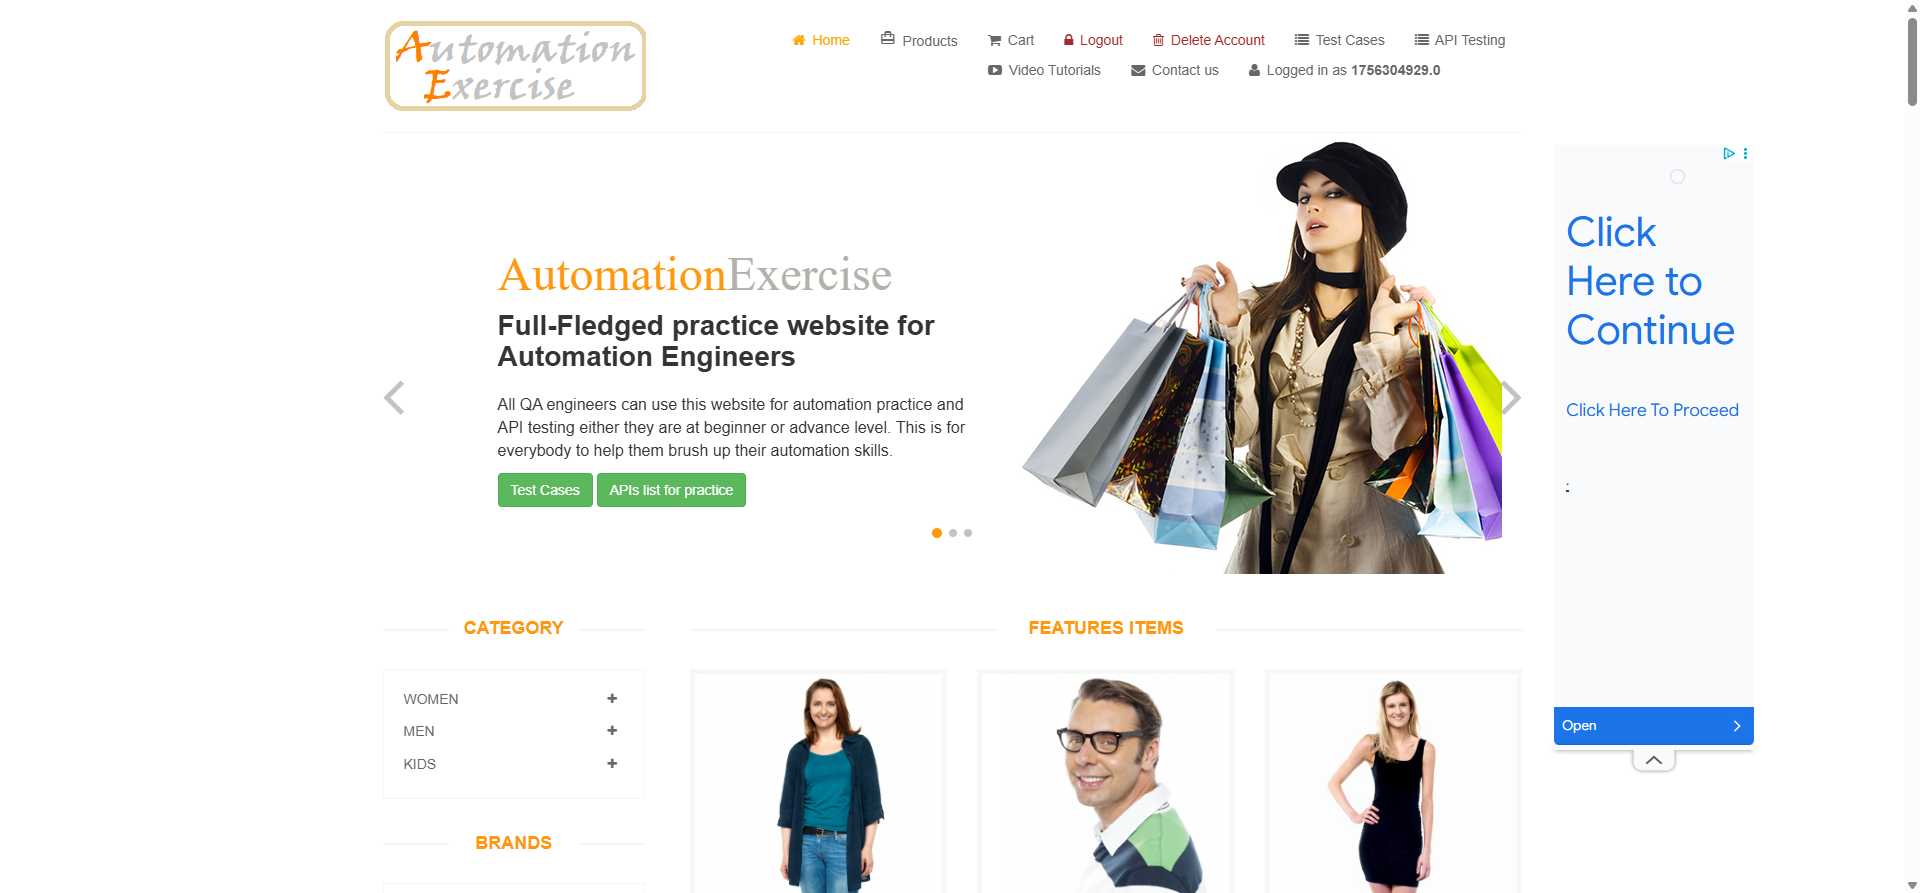 Automation
Exercise
Home Products Cart Logout Delete Account Test Cases API Testing
Video Tutorials Contact us Logged in as 1756304929.0
AutomationExercise
Full-Fledged practice website for
Automation Engineers
All QA engineers can use this website for automation practice and
API testing either they are at beginner or advance level. This is for
everybody to help them brush up their automation skills.
Test Cases APIs list for practice
Click
Here to
Continue
Click Here To Proceed
:
Open
CATEGORY
WOMEN
MEN
KIDS
BRANDS
FEATURES ITEMS